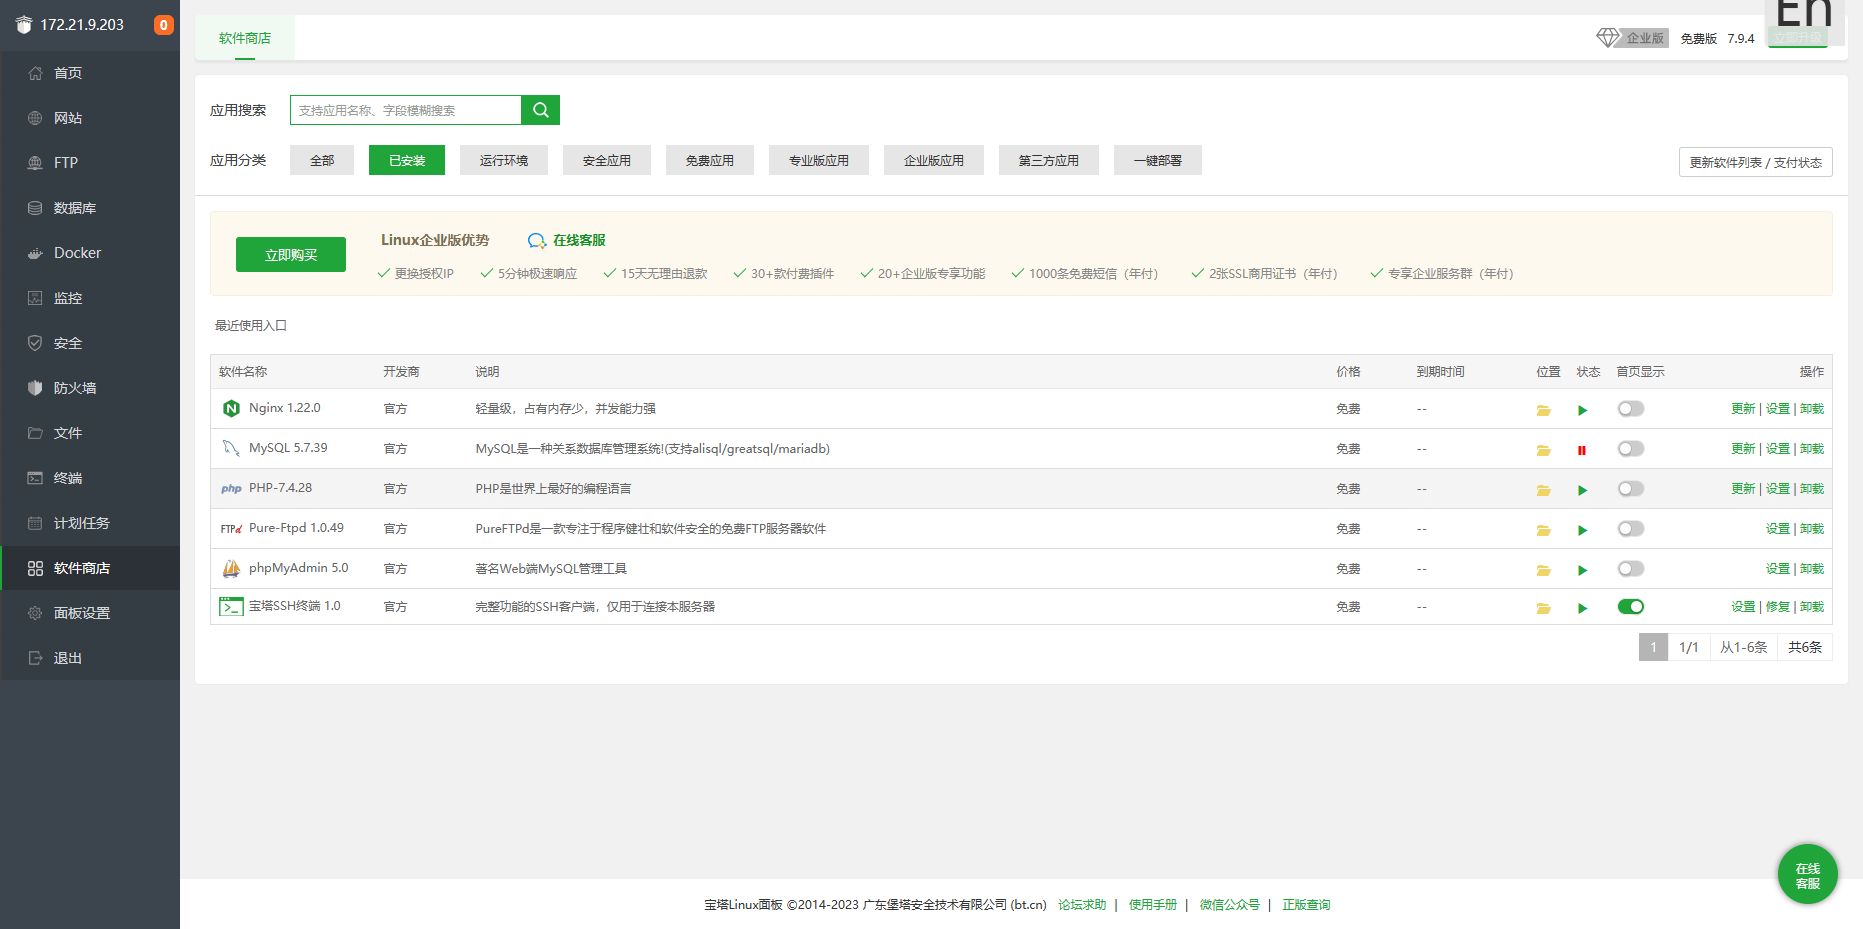 172.21.9.203 0
首页
网站
FTP
数据库
Docker
监控
安全
防火墙
文件
终端
计划任务
软件商店
面板设置
退出
软件商店
企业版 免费版 7.9.4 立即升级
En
应用搜索 支持应用名称、字段模糊搜索
应用分类 全部 已安装 运行环境 安全应用 免费应用 专业版应用 企业版应用 第三方应用 一键部署 更新软件列表 / 支付状态
立即购买
Linux企业版优势 在线客服
更换授权IP 5分钟极速响应 15天无理由退款 30+款付费插件 20+企业版专享功能 1000条免费短信（年付） 2张SSL商用证书（年付） 专享企业服务群（年付）
最近使用入口
软件名称 开发商 说明 价格 到期时间 位置 状态 首页显示 操作
Nginx 1.22.0 官方 轻量级，占有内存少，并发能力强 免费 -- 更新 | 设置 | 卸载
MySQL 5.7.39 官方 MySQL是一种关系数据库管理系统!(支持alisql/greatsql/mariadb) 免费 -- 更新 | 设置 | 卸载
php PHP-7.4.28 官方 PHP是世界上最好的编程语言 免费 -- 更新 | 设置 | 卸载
FTPd Pure-Ftpd 1.0.49 官方 PureFTPd是一款专注于程序健壮和软件安全的免费FTP服务器软件 免费 -- 设置 | 卸载
phpMyAdmin 5.0 官方 著名Web端MySQL管理工具 免费 -- 设置 | 卸载
宝塔SSH终端 1.0 官方 完整功能的SSH客户端，仅用于连接本服务器 免费 -- 设置 | 修复 | 卸载
1 1/1 从1-6条 共6条
在线
客服
宝塔Linux面板 ©2014-2023 广东堡塔安全技术有限公司 (bt.cn) 论坛求助 | 使用手册 | 微信公众号 | 正版查询